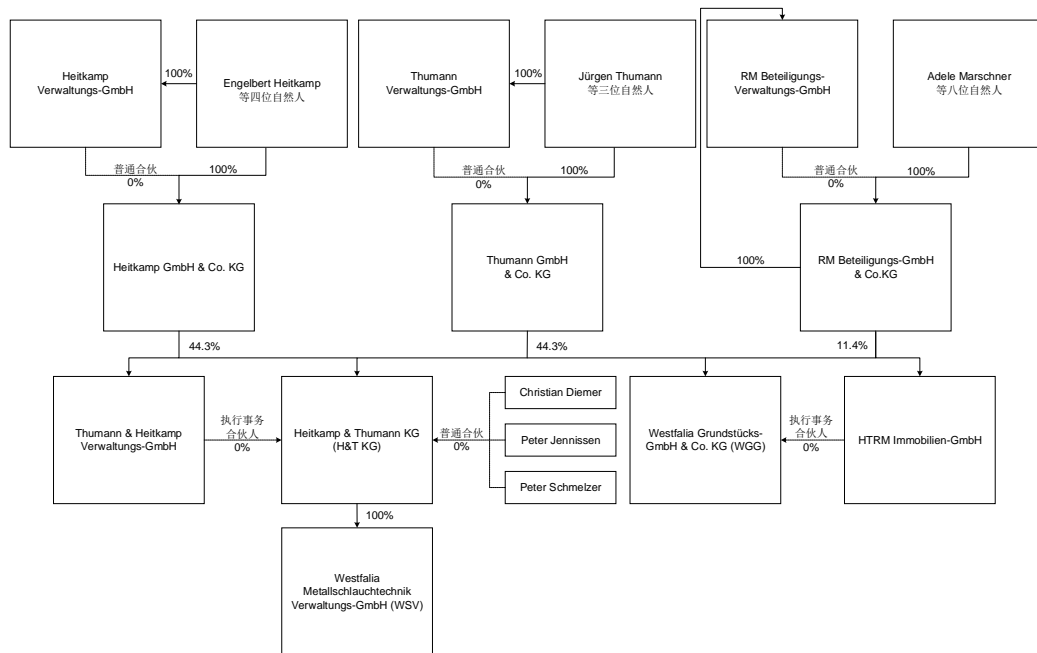 Heitkamp
Verwaltungs-GmbH
100%
Engelbert Heitkamp
等四位自然人
Thumann
Verwaltungs-GmbH
100%
Jürgen Thumann
等三位自然人
RM Beteiligungs-
Verwaltungs-GmbH
Adele Marschner
等八位自然人
普通合伙
0%
100%
普通合伙
0%
100%
普通合伙
0%
100%
Heitkamp GmbH & Co. KG
Thumann GmbH
& Co. KG
100%
RM Beteiligungs-GmbH
& Co.KG
44.3%
44.3%
11.4%
Thumann & Heitkamp
Verwaltungs-GmbH
执行事务
合伙人
0%
Heitkamp & Thumann KG
(H&T KG)
普通合伙
0%
Christian Diemer
Peter Jennissen
Peter Schmelzer
Westfalia Grundstücks-
GmbH & Co. KG (WGG)
执行事务
合伙人
0%
HTRM Immobilien-GmbH
100%
Westfalia
Metallschlauchtechnik
Verwaltungs-GmbH (WSV)